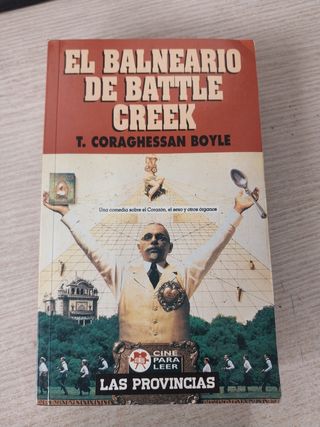 EL BALNEARIO
DE BATTLE
CREEK
T. CORAGHESSAN BOYLE
Una comedia sobre el Corazón, el sexo y otros órganos
CINE
PARA
LEER
LAS PROVINCIAS